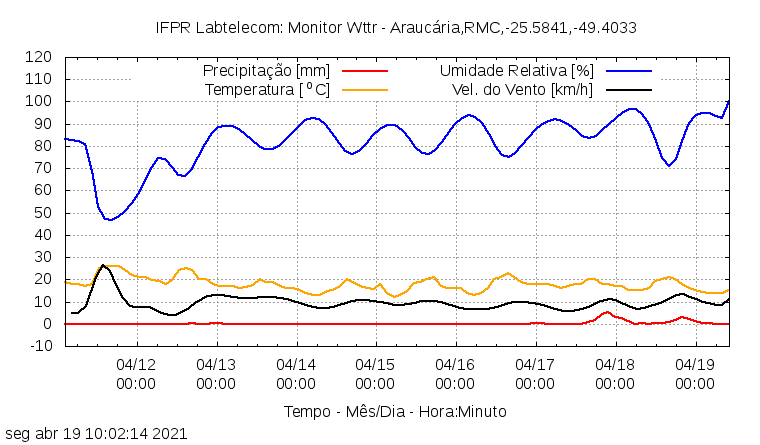 IFPR Labtelecom: Monitor Wttr - Araucária,RMC,-25.5841,-49.4033
Precipitação [mm]
Temperatura [ºC]
Umidade Relativa [%]
Vel. do Vento [km/h]
120
110
100
90
80
70
60
50
40
30
20
10
0
-10
04/12 04/13 04/14 04/15 04/16 04/17 04/18 04/19
00:00 00:00 00:00 00:00 00:00 00:00 00:00 00:00
Tempo - Mês/Dia - Hora:Minuto
seg abr 19 10:02:14 2021